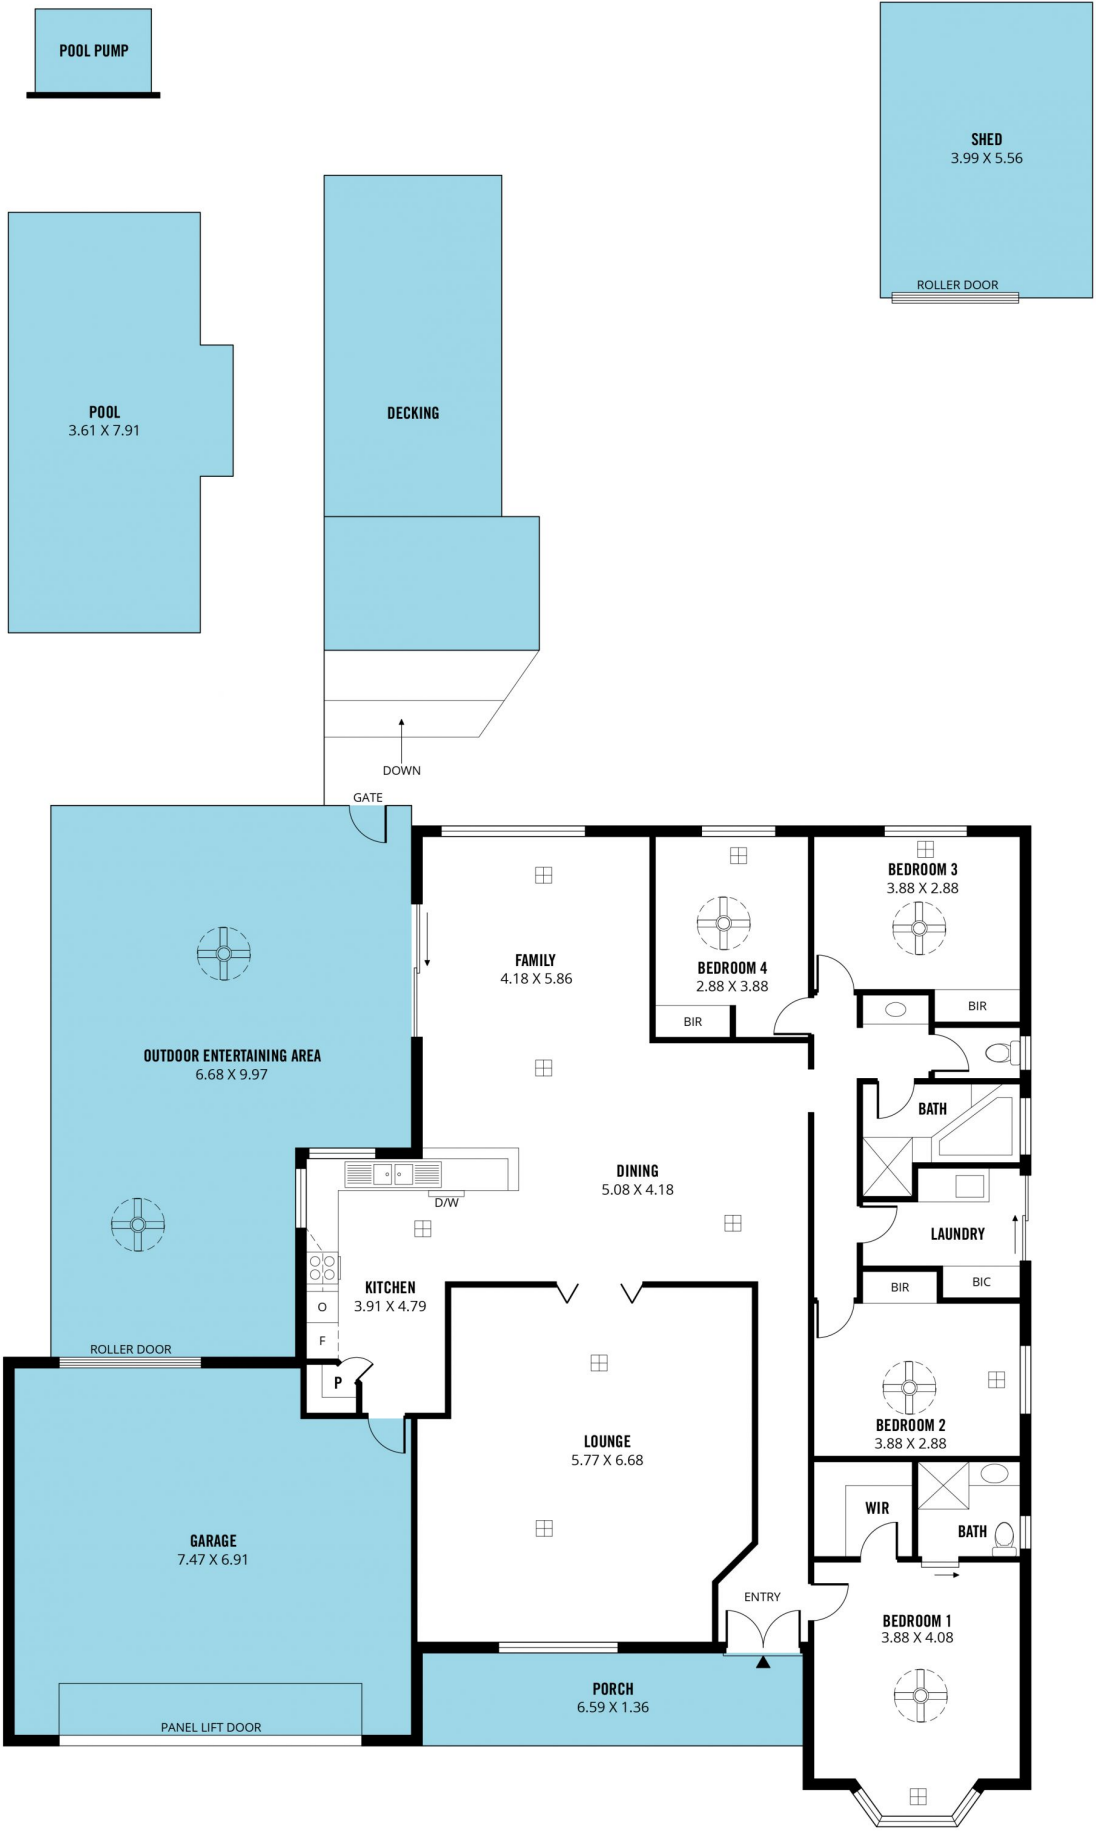 POOL PUMP
SHED
3.99 X 5.56
ROLLER DOOR
POOL
3.61 X 7.91
DECKING
DOWN
GATE
BEDROOM 3
3.88 X 2.88
FAMILY
4.18 X 5.86
BEDROOM 4
2.88 X 3.88
BIR
BIR
OUTDOOR ENTERTAINING AREA
6.68 X 9.97
BATH
DINING
5.08 X 4.18
D/W
LAUNDRY
KITCHEN
3.91 X 4.79
BIR
BIC
O
F
ROLLER DOOR
P
BEDROOM 2
3.88 X 2.88
LOUNGE
5.77 X 6.68
WIR
BATH
GARAGE
7.47 X 6.91
ENTRY
BEDROOM 1
3.88 X 4.08
PORCH
6.59 X 1.36
PANEL LIFT DOOR